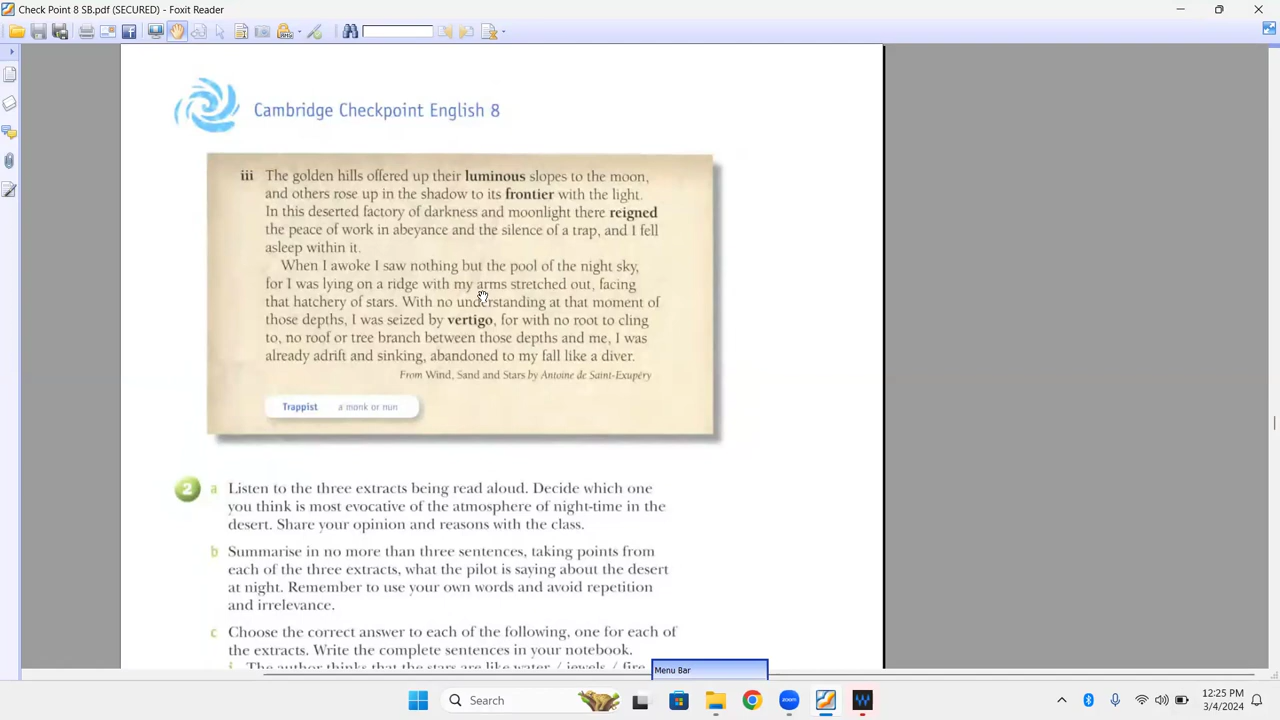 Check Point 8 SB.pdf (SECURED) - Foxit Reader
Cambridge Checkpoint English 8
iii The golden hills offered up their luminous slopes to the moon,
and others rose up in the shadow to its frontier with the light.
In this deserted factory of darkness and moonlight there reigned
the peace of work in abeyance and the silence of a trap, and I fell
asleep within it.
When I awoke I saw nothing but the pool of the night sky,
for I was lying on a ridge with my arms stretched out, facing
that hatchery of stars. With no understanding at that moment of
those depths, I was seized by vertigo, for with no root to cling
to, no roof or tree branch between those depths and me, I was
already adrift and sinking, abandoned to my fall like a diver.
From Wind, Sand and Stars by Antoine de Saint-Exupéry
Trappist a monk or nun
2 a Listen to the three extracts being read aloud. Decide which one
you think is most evocative of the atmosphere of night-time in the
desert. Share your opinion and reasons with the class.
b Summarise in no more than three sentences, taking points from
each of the three extracts, what the pilot is saying about the desert
at night. Remember to use your own words and avoid repetition
and irrelevance.
c Choose the correct answer to each of the following, one for each of
the extracts. Write the complete sentences in your notebook.
i The author thinks that the stars are like water / jewels / fire
Menu Bar
Search
zoom
12:25 PM
3/4/2024